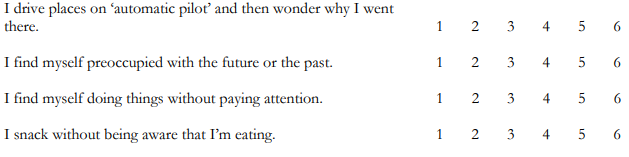 I drive places on ‘automatic pilot’ and then wonder why I went
there. 1 2 3 4 5 6
I find myself preoccupied with the future or the past. 1 2 3 4 5 6
I find myself doing things without paying attention. 1 2 3 4 5 6
I snack without being aware that I’m eating. 1 2 3 4 5 6